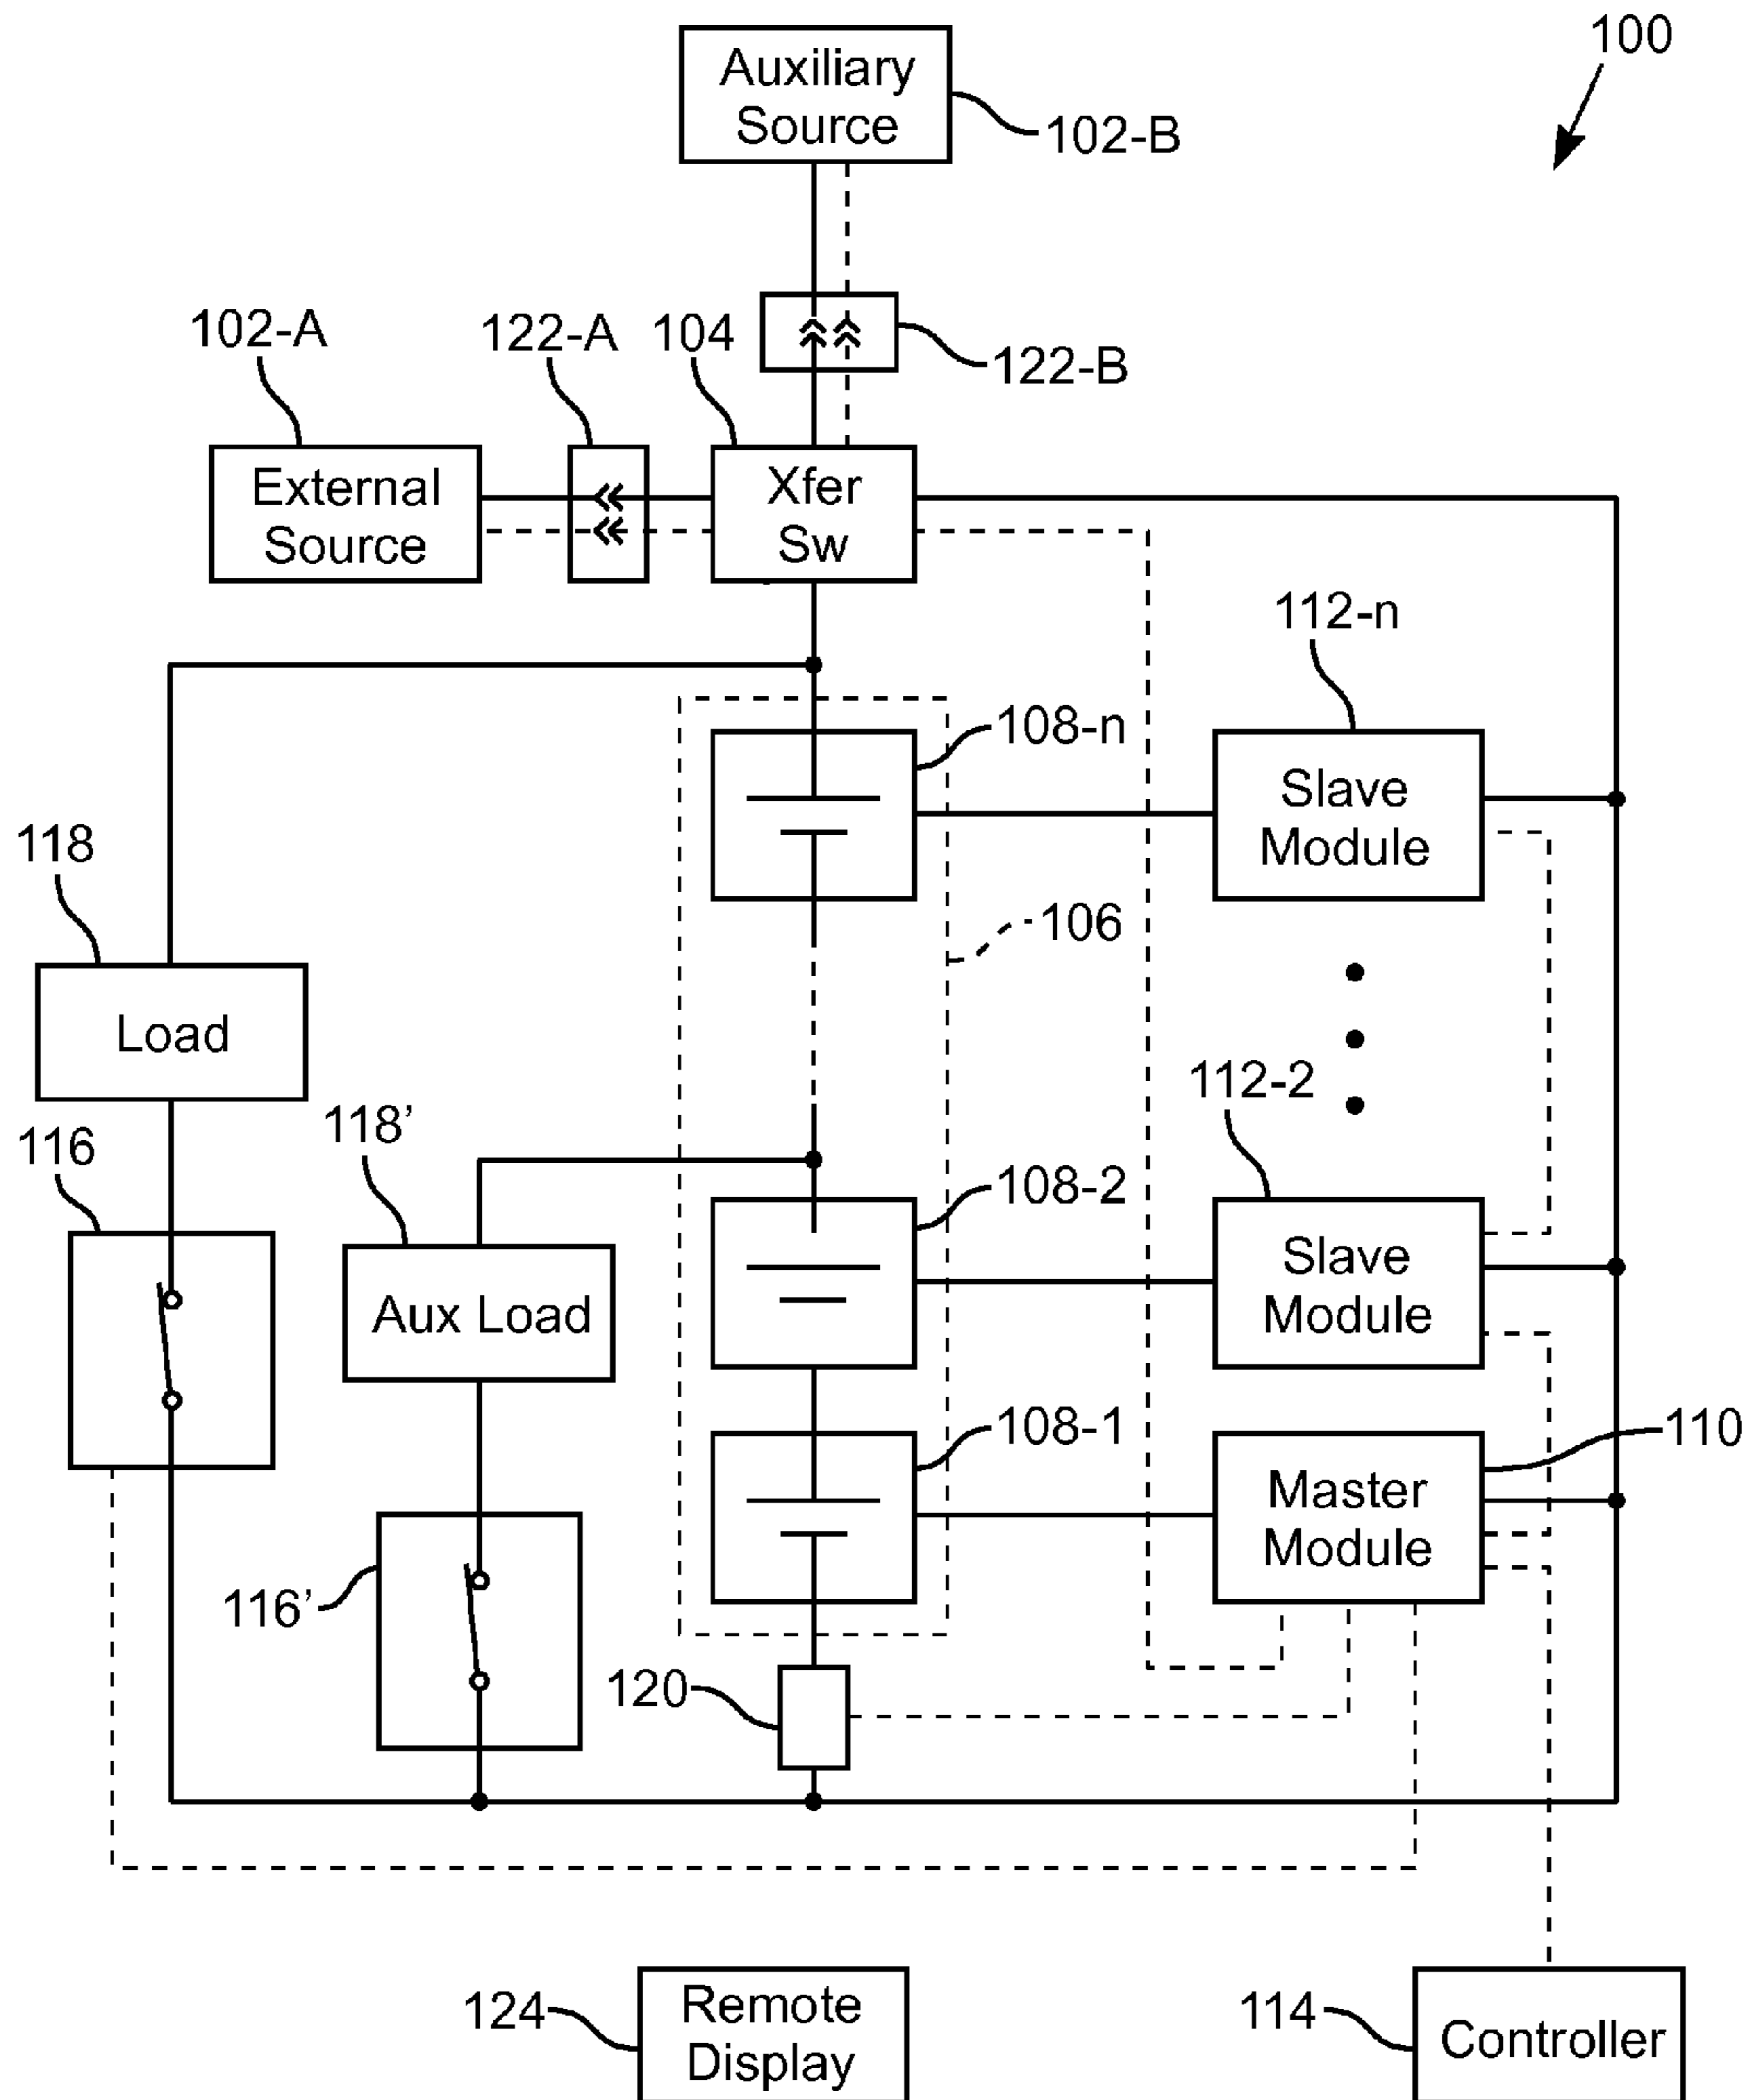 100
Auxiliary
Source
102-B
102-A
122-A
104
122-B
External
Source
Xfer
Sw
112-n
108-n
Slave
Module
118
106
Load
112-2
118’
116
108-2
Slave
Module
Aux Load
108-1
110
Master
Module
116’
120
124
Remote
Display
114
Controller